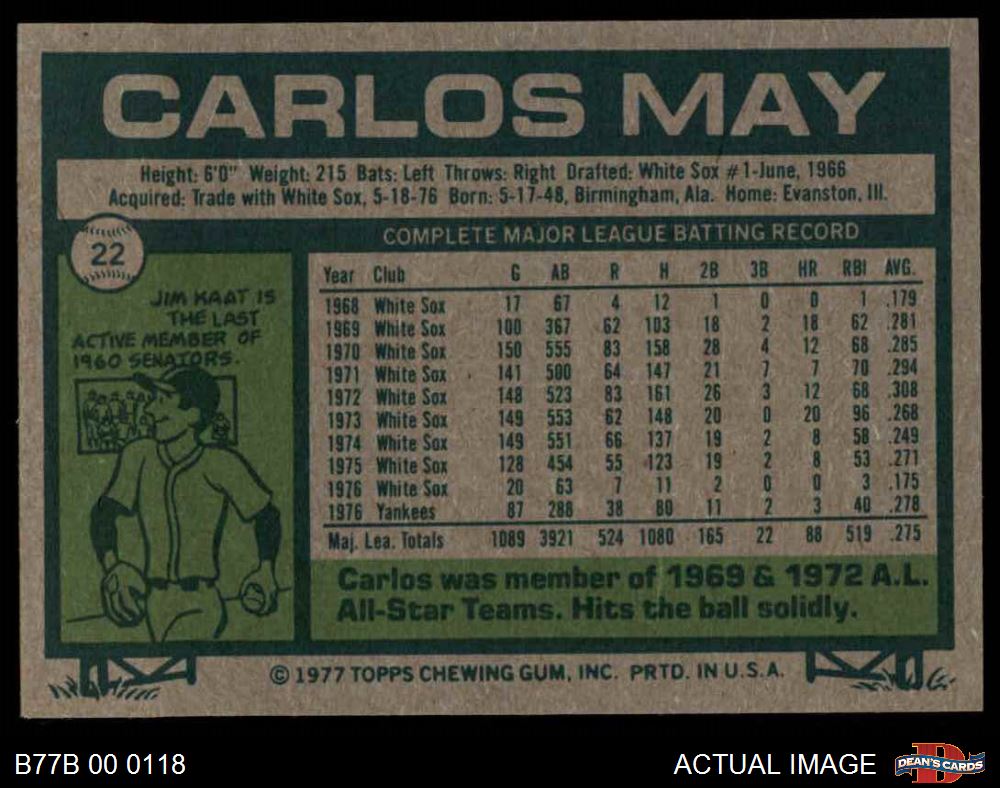 CARLOS MAY
Height: 6'0" Weight: 215 Bats: Left Throws: Right Drafted: White Sox #1-June, 1966
Acquired: Trade with White Sox, 5-18-76 Born: 5-17-48, Birmingham, Ala. Home: Evanston, Ill.
22
JIM KAAT IS
THE LAST
ACTIVE MEMBER OF
1960 SENATORS.
COMPLETE MAJOR LEAGUE BATTING RECORD
Year Club G AB R H 2B 3B HR RBI AVG.
1968 White Sox 17 67 4 12 1 0 0 1 .179
1969 White Sox 100 367 62 103 18 2 18 62 .281
1970 White Sox 150 555 83 158 28 4 12 68 .285
1971 White Sox 141 500 64 147 21 7 7 70 .294
1972 White Sox 148 523 83 161 26 3 12 68 .308
1973 White Sox 149 553 62 148 20 0 20 96 .268
1974 White Sox 149 551 66 137 19 2 8 58 .249
1975 White Sox 128 454 55 123 19 2 8 53 .271
1976 White Sox 20 63 7 11 2 0 0 3 .175
1976 Yankees 87 288 38 80 11 2 3 40 .278
Maj. Lea. Totals 1089 3921 524 1080 165 22 88 519 .275
Carlos was member of 1969 & 1972 A.L.
All-Star Teams. Hits the ball solidly.
© 1977 TOPPS CHEWING GUM, INC. PRTD. IN U.S.A.
B77B 00 0118
ACTUAL IMAGE
DEAN'S CARDS